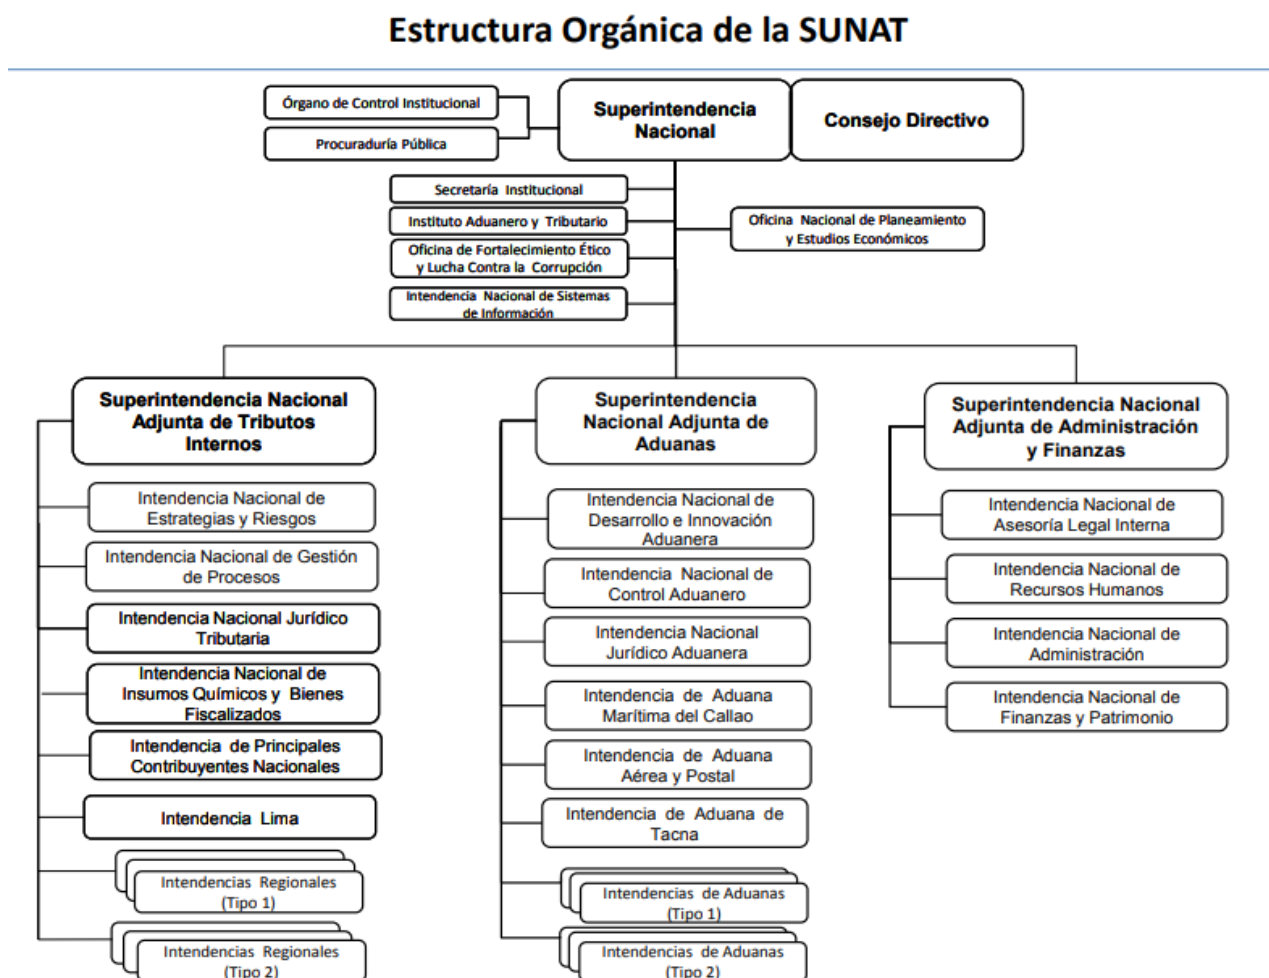 Estructura Orgánica de la SUNAT
Órgano de Control Institucional
Procuraduría Pública
Superintendencia
Nacional
Consejo Directivo
Secretaría Institucional
Instituto Aduanero y Tributario
Oficina de Fortalecimiento Ético
y Lucha Contra la Corrupción
Intendencia Nacional de Sistemas
de Información
Oficina Nacional de Planeamiento
y Estudios Económicos
Superintendencia Nacional
Adjunta de Tributos
Internos
Intendencia Nacional de
Estrategias y Riesgos
Intendencia Nacional de Gestión
de Procesos
Intendencia Nacional Jurídico
Tributaria
Intendencia Nacional de
Insumos Químicos y Bienes
Fiscalizados
Intendencia de Principales
Contribuyentes Nacionales
Intendencia Lima
Intendencias Regionales
(Tipo 1)
Intendencias Regionales
(Tipo 2)
Superintendencia
Nacional Adjunta de
Aduanas
Intendencia Nacional de
Desarrollo e Innovación
Aduanera
Intendencia Nacional de
Control Aduanero
Intendencia Nacional
Jurídico Aduanera
Intendencia de Aduana
Marítima del Callao
Intendencia de Aduana
Aérea y Postal
Intendencia de Aduana de
Tacna
Intendencias de Aduanas
(Tipo 1)
Intendencias de Aduanas
(Tipo 2)
Superintendencia Nacional
Adjunta de Administración
y Finanzas
Intendencia Nacional de
Asesoría Legal Interna
Intendencia Nacional de
Recursos Humanos
Intendencia Nacional de
Administración
Intendencia Nacional de
Finanzas y Patrimonio